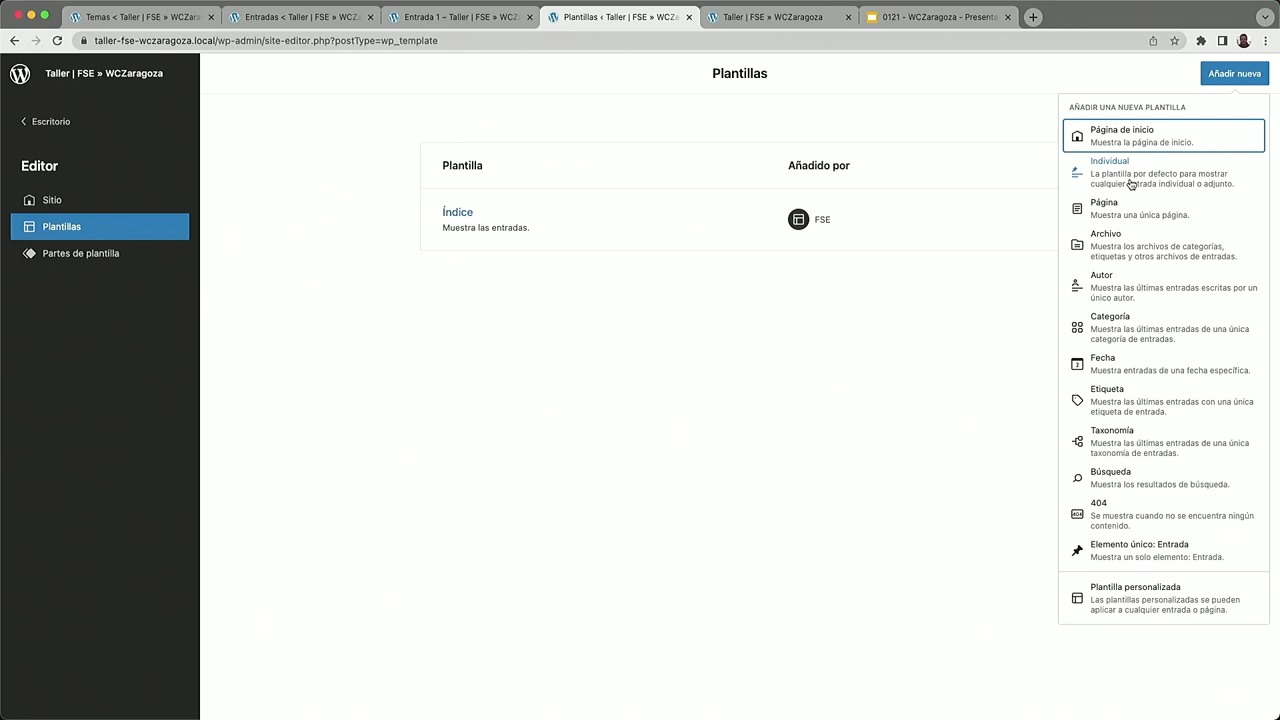 Temas < Taller | FSE » WCZara
Entradas < Taller | FSE » WCZ
Entrada 1 – Taller | FSE » WCZ
Plantillas ‹ Taller | FSE » WCZ
Taller | FSE » WCZaragoza
0121 - WCZaragoza - Presenta
taller-fse-wczaragoza.local/wp-admin/site-editor.php?postType=wp_template
Taller | FSE » WCZaragoza
Plantillas
Añadir nueva
Escritorio
Editor
Sitio
Plantillas
Partes de plantilla
Plantilla
Añadido por
Índice
Muestra las entradas.
FSE
AÑADIR UNA NUEVA PLANTILLA
Página de inicio
Muestra la página de inicio.
Individual
La plantilla por defecto para mostrar
cualquier entrada individual o adjunto.
Página
Muestra una única página.
Archivo
Muestra los archivos de categorías,
etiquetas y otros archivos de entradas.
Autor
Muestra las últimas entradas escritas por un
único autor.
Categoría
Muestra las últimas entradas de una única
categoría de entradas.
Fecha
Muestra entradas de una fecha específica.
Etiqueta
Muestra las últimas entradas con una única
etiqueta de entrada.
Taxonomía
Muestra las últimas entradas de una única
taxonomía de entradas.
Búsqueda
Muestra los resultados de búsqueda.
404
Se muestra cuando no se encuentra ningún
contenido.
Elemento único: Entrada
Muestra un solo elemento: Entrada.
Plantilla personalizada
Las plantillas personalizadas se pueden
aplicar a cualquier entrada o página.